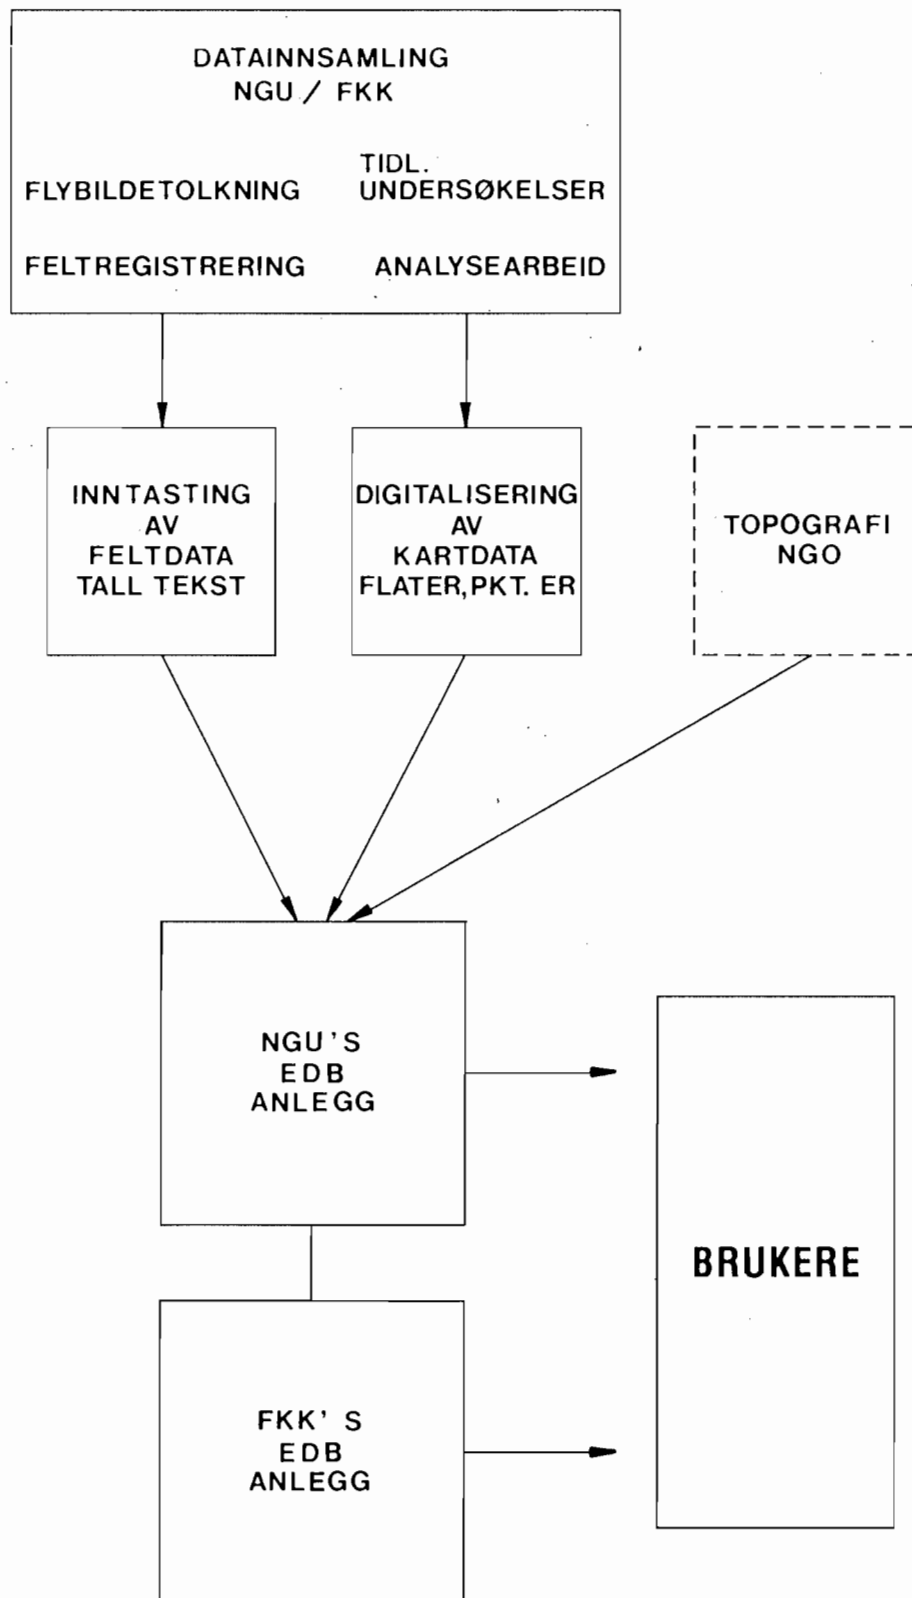 DATAINNSAMLING
NGU / FKK
FLYBILDETOLKNING
TIDL.
UNDERSØKELSER
FELTREGISTRERING
ANALYSEARBEID
INNTASTING
AV
FELTDATA
TALL TEKST
DIGITALISERING
AV
KARTDATA
FLATER, PKT. ER
TOPOGRAFI
NGO
NGU'S
EDB
ANLEGG
BRUKERE
FKK'S
EDB
ANLEGG